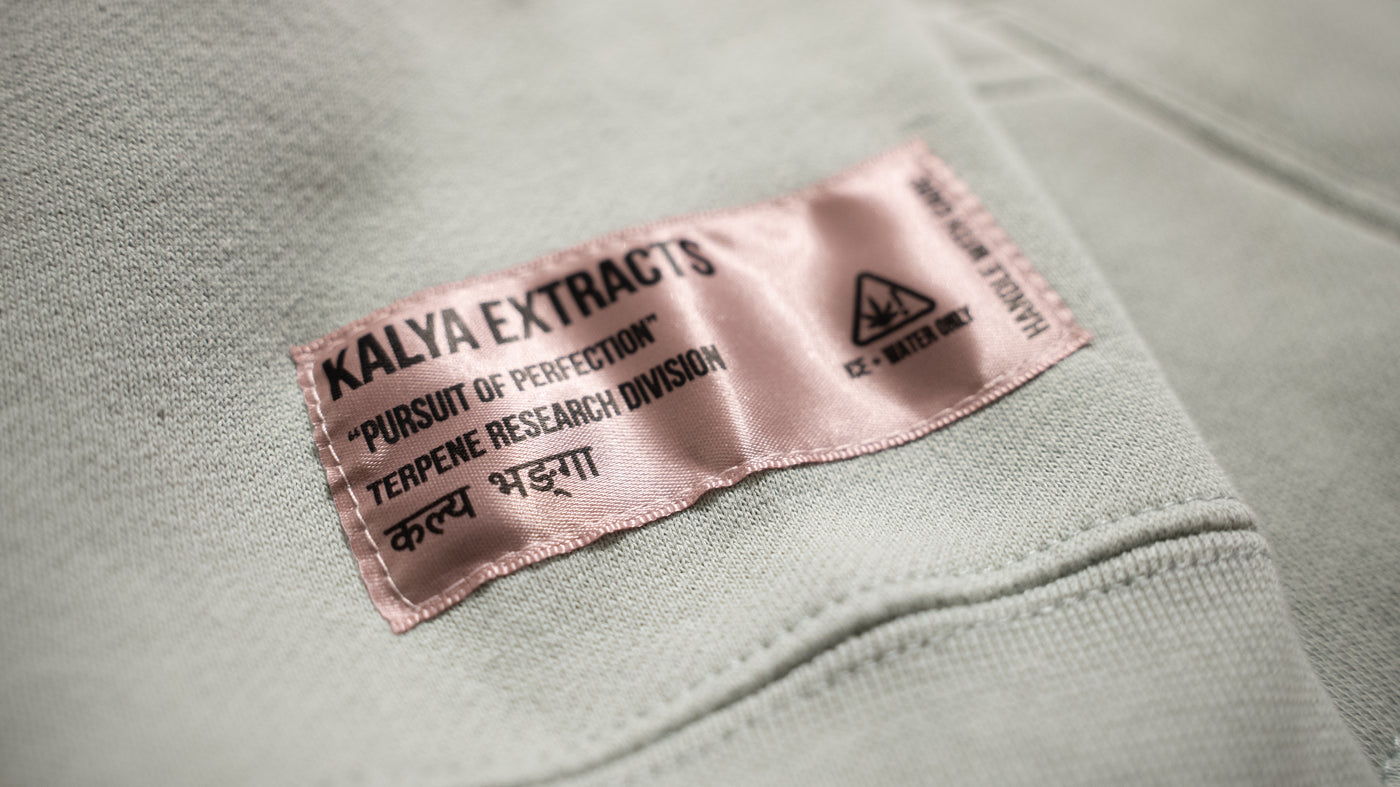 KALYA EXTRACTS
“PURSUIT OF PERFECTION”
TERPENE RESEARCH DIVISION
कल्य भङ्गा
!
ICE - WATER ONLY
HANDLE WITH CARE